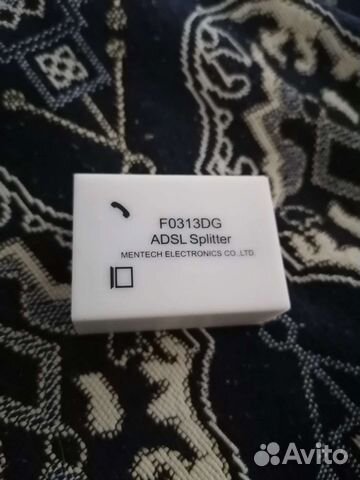 F0313DG
ADSL Splitter
MENTECH ELECTRONICS CO.,LTD.
Avito